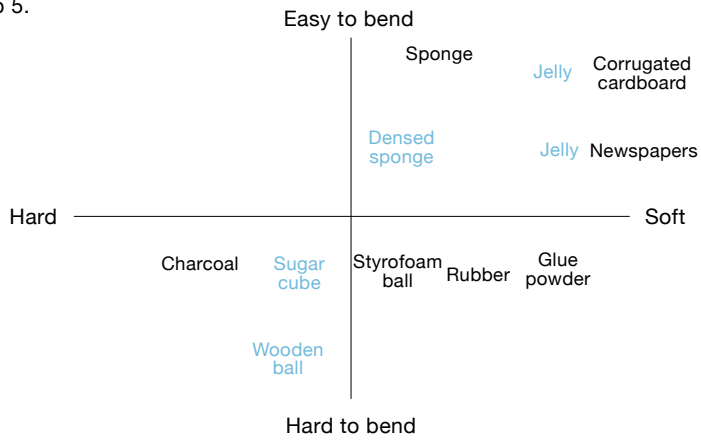 5.
Easy to bend
Sponge
Jelly
Corrugated
cardboard
Densed
sponge
Jelly
Newspapers
Hard
Soft
Charcoal
Sugar
cube
Styrofoam
ball
Rubber
Glue
powder
Wooden
ball
Hard to bend